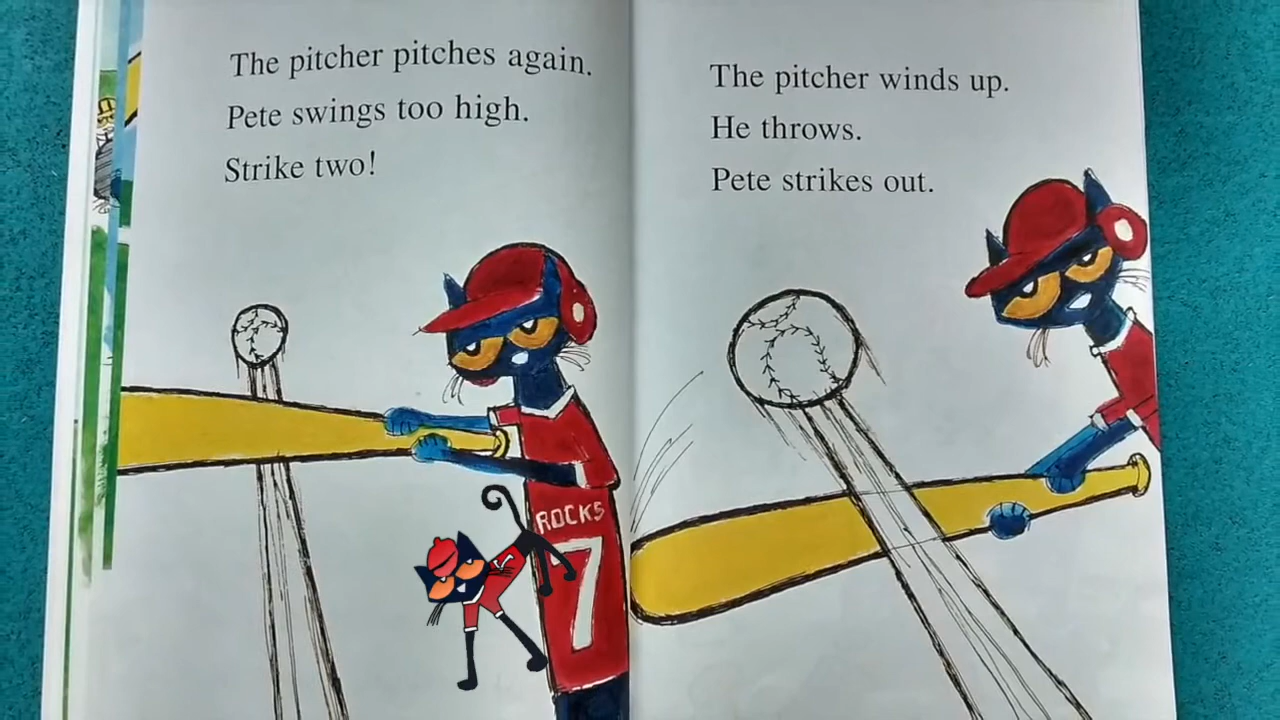 The pitcher pitches again.
Pete swings too high.
Strike two!
ROCKS
7
The pitcher winds up.
He throws.
Pete strikes out.